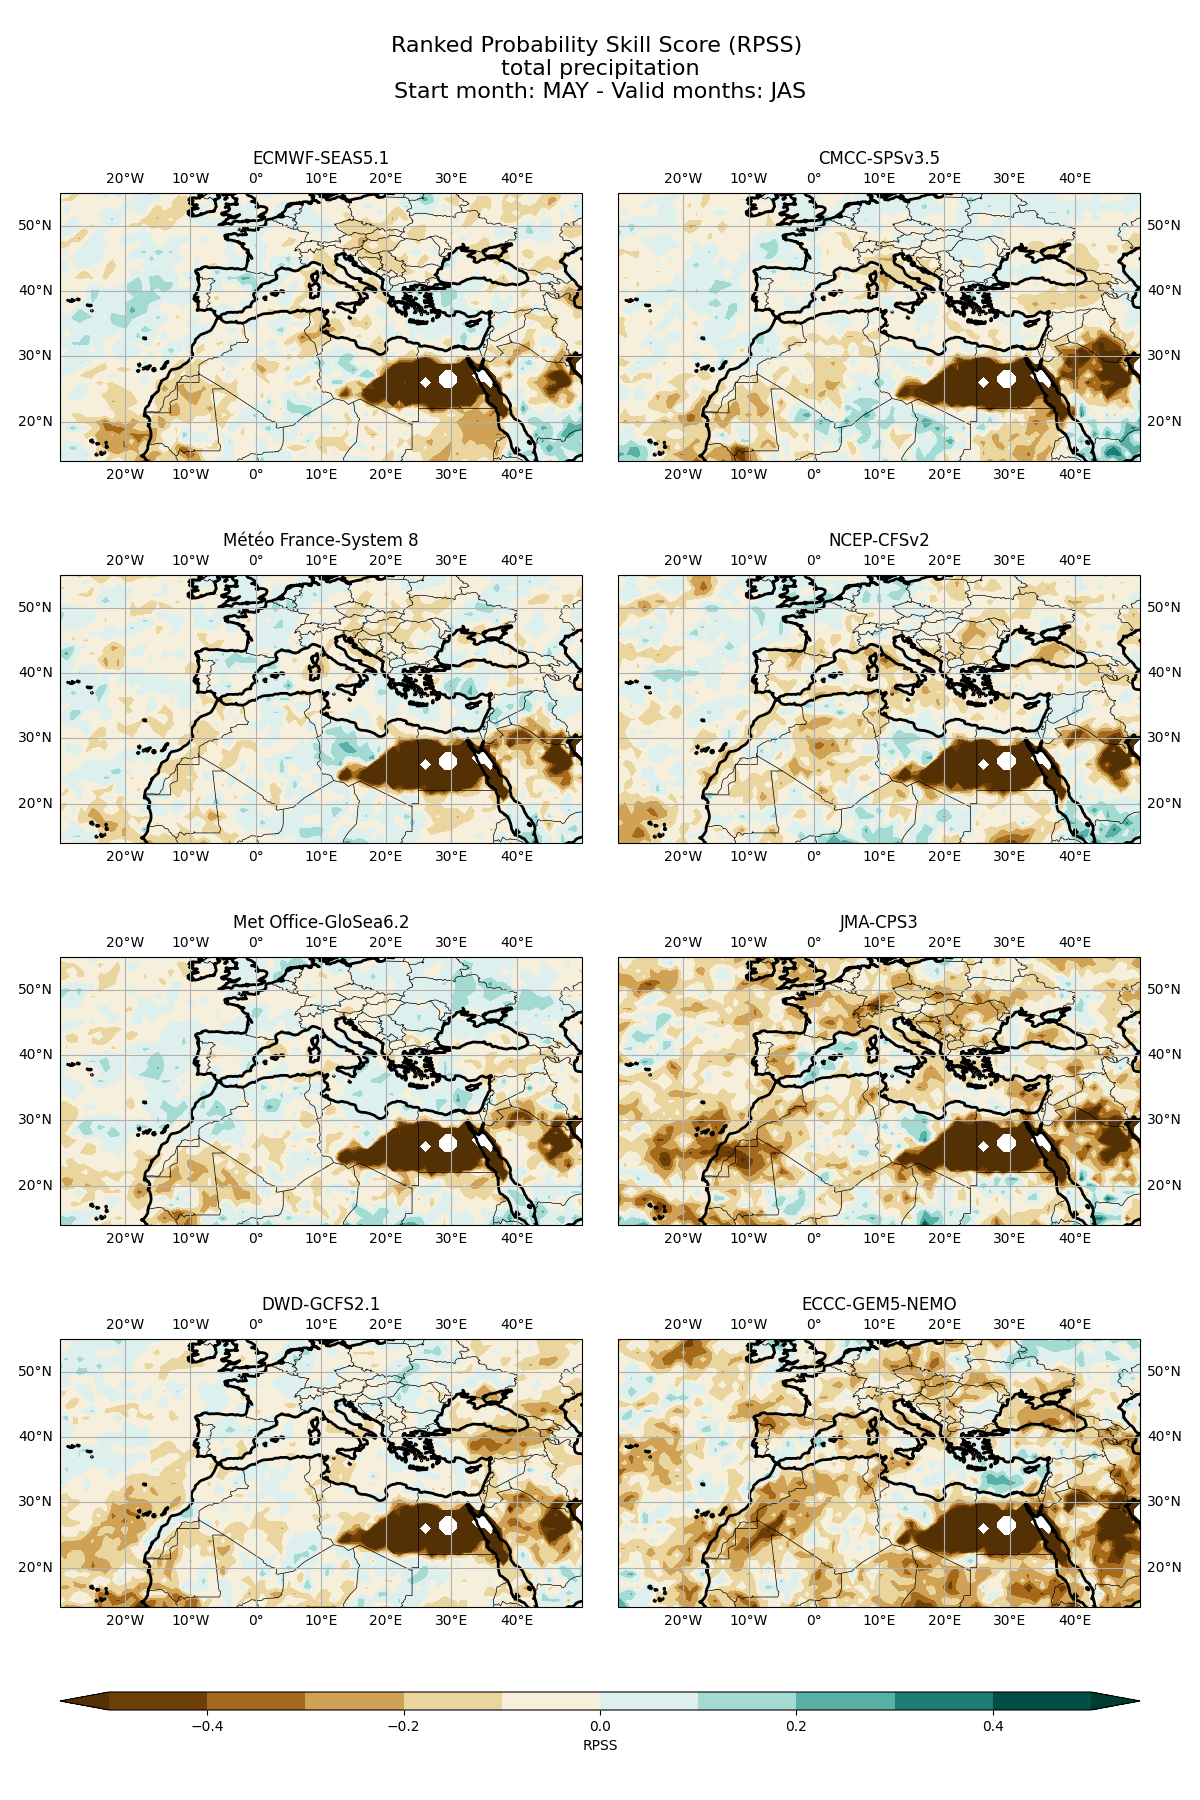 Ranked Probability Skill Score (RPSS)
total precipitation
Start month: MAY - Valid months: JAS
ECMWF-SEAS5.1
CMCC-SPSv3.5
20°W 10°W 0° 10°E 20°E 30°E 40°E
20°W 10°W 0° 10°E 20°E 30°E 40°E
50°N
50°N
40°N
40°N
30°N
30°N
20°N
20°N
20°W 10°W 0° 10°E 20°E 30°E 40°E
20°W 10°W 0° 10°E 20°E 30°E 40°E
Météo France-System 8
NCEP-CFSv2
20°W 10°W 0° 10°E 20°E 30°E 40°E
20°W 10°W 0° 10°E 20°E 30°E 40°E
50°N
50°N
40°N
40°N
30°N
30°N
20°N
20°N
20°W 10°W 0° 10°E 20°E 30°E 40°E
20°W 10°W 0° 10°E 20°E 30°E 40°E
Met Office-GloSea6.2
JMA-CPS3
20°W 10°W 0° 10°E 20°E 30°E 40°E
20°W 10°W 0° 10°E 20°E 30°E 40°E
50°N
50°N
40°N
40°N
30°N
30°N
20°N
20°N
20°W 10°W 0° 10°E 20°E 30°E 40°E
20°W 10°W 0° 10°E 20°E 30°E 40°E
DWD-GCFS2.1
ECCC-GEM5-NEMO
20°W 10°W 0° 10°E 20°E 30°E 40°E
20°W 10°W 0° 10°E 20°E 30°E 40°E
50°N
50°N
40°N
40°N
30°N
30°N
20°N
20°N
20°W 10°W 0° 10°E 20°E 30°E 40°E
20°W 10°W 0° 10°E 20°E 30°E 40°E
−0.4 −0.2 0.0 0.2 0.4
RPSS